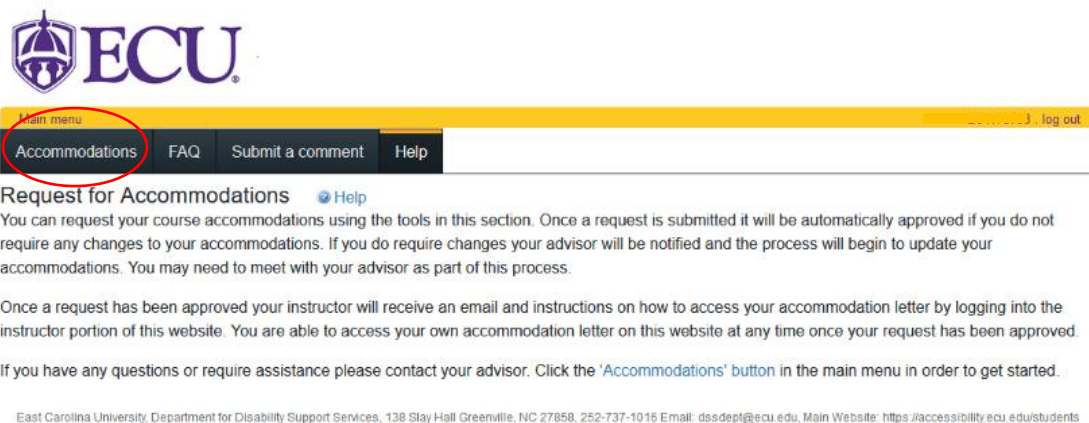 ECU
Main menu
log out
Accommodations FAQ Submit a comment Help
Request for Accommodations Help
You can request your course accommodations using the tools in this section. Once a request is submitted it will be automatically approved if you do not
require any changes to your accommodations. If you do require changes your advisor will be notified and the process will begin to update your
accommodations. You may need to meet with your advisor as part of this process.
Once a request has been approved your instructor will receive an email and instructions on how to access your accommodation letter by logging into the
instructor portion of this website. You are able to access your own accommodation letter on this website at any time once your request has been approved.
If you have any questions or require assistance please contact your advisor. Click the 'Accommodations' button in the main menu in order to get started.
East Carolina University, Department for Disability Support Services, 138 Slay Hall Greenville, NC 27858, 252-737-1016 Email: dssdept@ecu.edu, Main Website: https://accessibility.ecu.edu/students